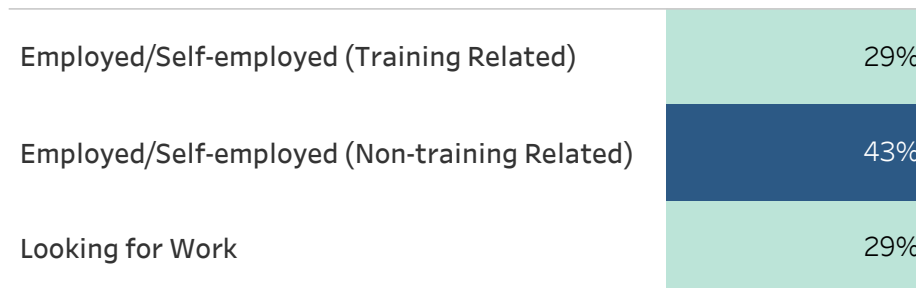 Employed/Self-employed (Training Related) 29%
Employed/Self-employed (Non-training Related) 43%
Looking for Work 29%